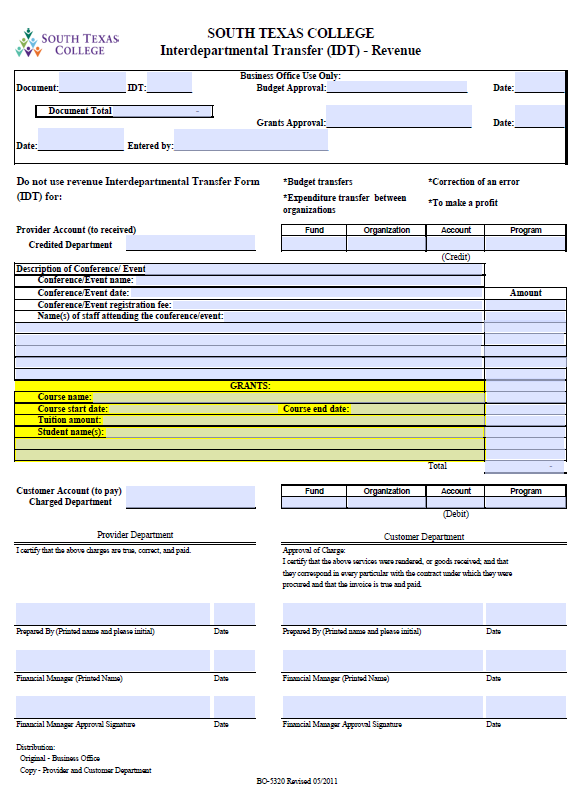 SOUTH TEXAS COLLEGE
SOUTH TEXAS COLLEGE
Interdepartmental Transfer (IDT) - Revenue
Business Office Use Only:
Document: IDT: Budget Approval: Date:
Document Total -
Grants Approval: Date:
Date: Entered by:
Do not use revenue Interdepartmental Transfer Form (IDT) for:
*Budget transfers *Correction of an error
*Expenditure transfer between organizations *To make a profit
Provider Account (to received) Fund Organization Account Program
Credited Department
(Credit)
Description of Conference/ Event
Conference/Event name:
Conference/Event date: Amount
Conference/Event registration fee:
Name(s) of staff attending the conference/event:
GRANTS:
Course name:
Course start date: Course end date:
Tuition amount:
Student name(s):
Total -
Customer Account (to pay) Fund Organization Account Program
Charged Department
(Debit)
Provider Department
I certify that the above charges are true, correct, and paid.
Customer Department
Approval of Charge:
I certify that the above services were rendered, or goods received; and that
they correspond in every particular with the contract under which they were
procured and that the invoice is true and paid.
Prepared By (Printed name and please initial) Date Prepared By (Printed name and please initial) Date
Financial Manager (Printed Name) Date Financial Manager (Printed Name) Date
Financial Manager Approval Signature Date Financial Manager Approval Signature Date
Distribution:
Original - Business Office
Copy - Provider and Customer Department
BO-5320 Revised 05/2011